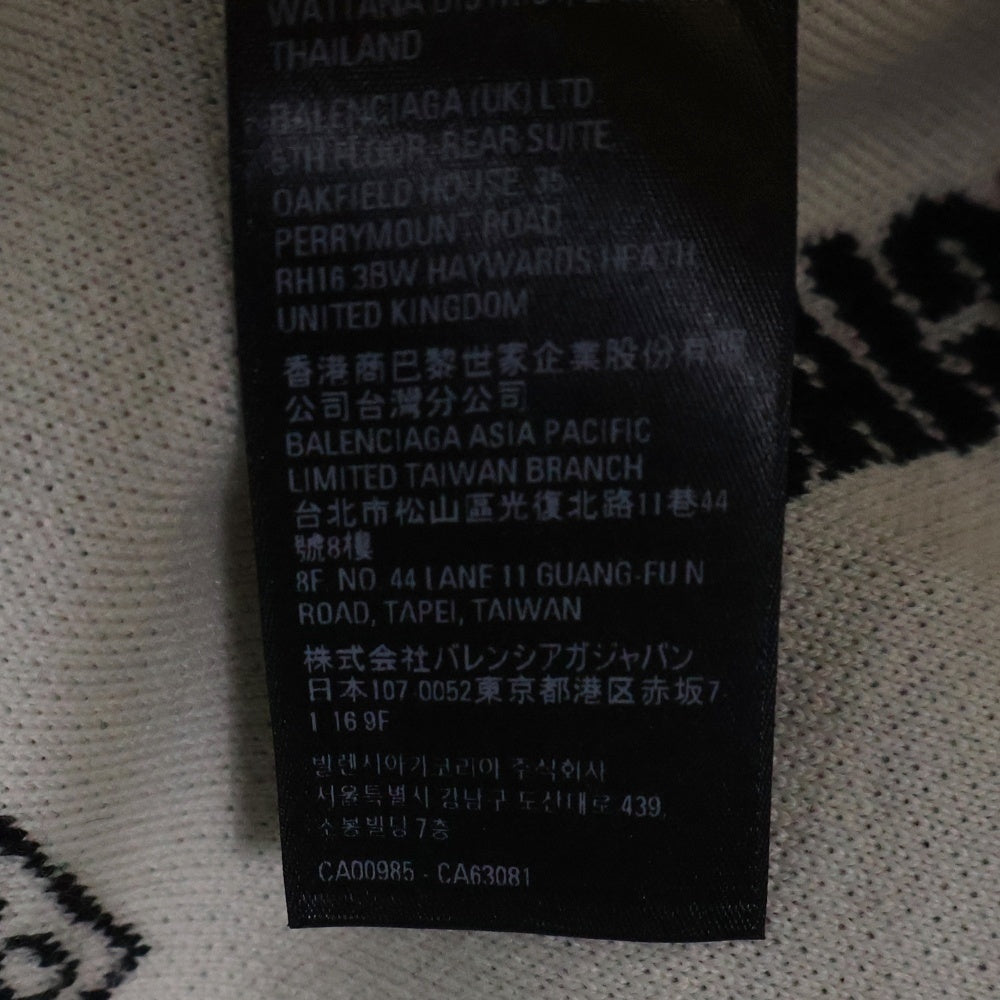 WATTANA
THAILAND
BALENCIAGA (UK) LTD
5TH FLOOR, REAR SUITE
OAKFIELD HOUSE 35
PERRYMOUNT ROAD
RH16 3BW HAYWARDS HEATH
UNITED KINGDOM
香港商巴黎世家企業股份有限
公司台灣分公司
BALENCIAGA ASIA PACIFIC
LIMITED TAIWAN BRANCH
台北市松山區光復北路11巷44
號8樓
8F NO 44 LANE 11 GUANG-FU N
ROAD, TAPEI, TAIWAN
株式会社バレンシアガジャパン
日本107 0052東京都港区赤坂7
1 16 9F
발렌시아가코리아 주식회사
서울특별시 강남구 도산대로 439,
소봉빌딩 7층
CA00985 - CA63081